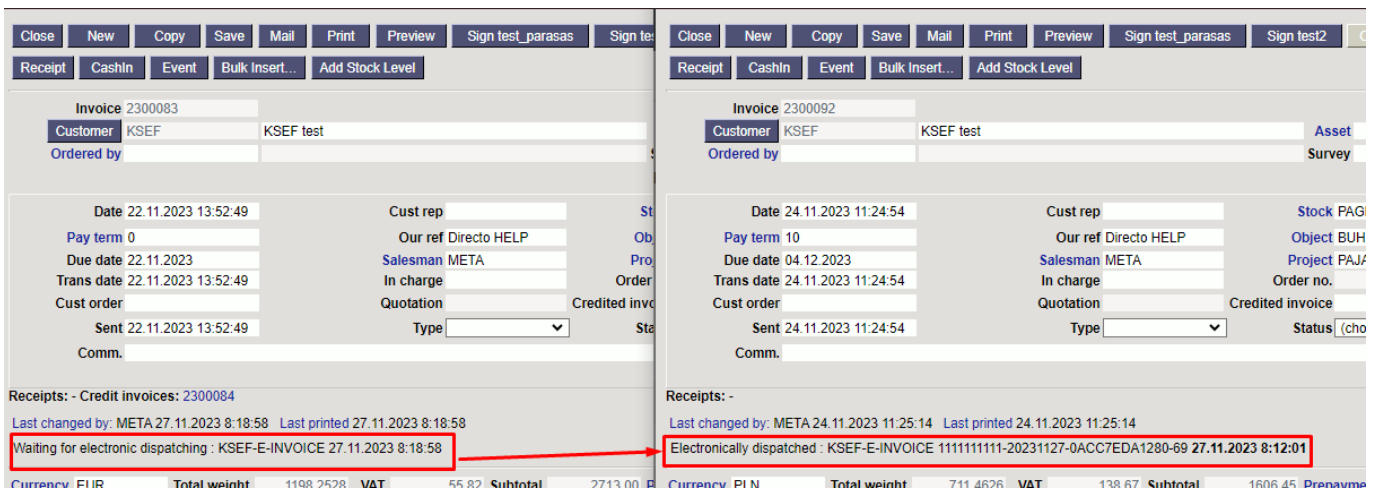 Close New Copy Save Mail Print Preview Sign test_parasas Sign te
Receipt CashIn Event Bulk Insert... Add Stock Level
Invoice 2300083
Customer KSEF KSEF test
Ordered by
Date 22.11.2023 13:52:49 Cust rep St
Pay term 0 Our ref Directo HELP Ob
Due date 22.11.2023 Salesman META Pro
Trans date 22.11.2023 13:52:49 In charge Order
Cust order Quotation Credited invo
Sent 22.11.2023 13:52:49 Type Sta
Comm.
Receipts: - Credit invoices: 2300084
Last changed by: META 27.11.2023 8:18:58 Last printed 27.11.2023 8:18:58
Waiting for electronic dispatching : KSEF-E-INVOICE 27.11.2023 8:18:58
Currency EUR Total weight 1198.2528 VAT 55.82 Subtotal 2713.00 P
Close New Copy Save Mail Print Preview Sign test_parasas Sign test2
Receipt CashIn Event Bulk Insert... Add Stock Level
Invoice 2300092
Customer KSEF KSEF test Asset
Ordered by Survey
Date 24.11.2023 11:24:54 Cust rep Stock PAG
Pay term 10 Our ref Directo HELP Object BUH
Due date 04.12.2023 Salesman META Project PAJA
Trans date 24.11.2023 11:24:54 In charge Order no.
Cust order Quotation Credited invoice
Sent 24.11.2023 11:24:54 Type Status (cho
Comm.
Receipts: -
Last changed by: META 24.11.2023 11:25:14 Last printed 24.11.2023 11:25:14
Electronically dispatched : KSEF-E-INVOICE 1111111111-20231127-0ACC7EDA1280-69 27.11.2023 8:12:01
Currency PLN Total weight 711.4626 VAT 138.67 Subtotal 1606.45 Prepayme